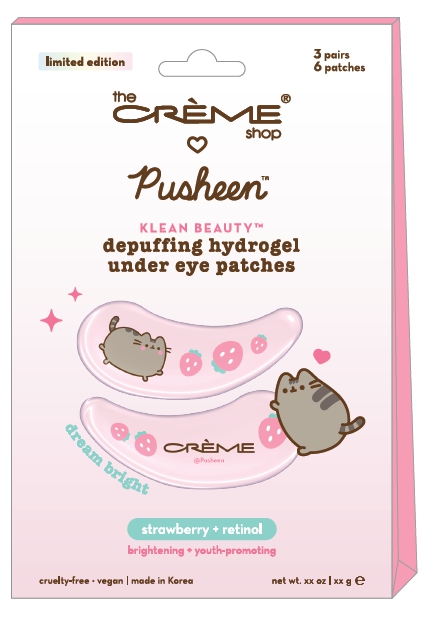 limited edition
3 pairs
6 patches
the
CRÈME®
shop
Pusheen™
KLEAN BEAUTY™
depuffing hydrogel
under eye patches
CRÈME
@Pusheen
dream bright
strawberry + retinol
brightening + youth-promoting
cruelty-free • vegan | made in Korea
net wt. xx oz | xx g ℮